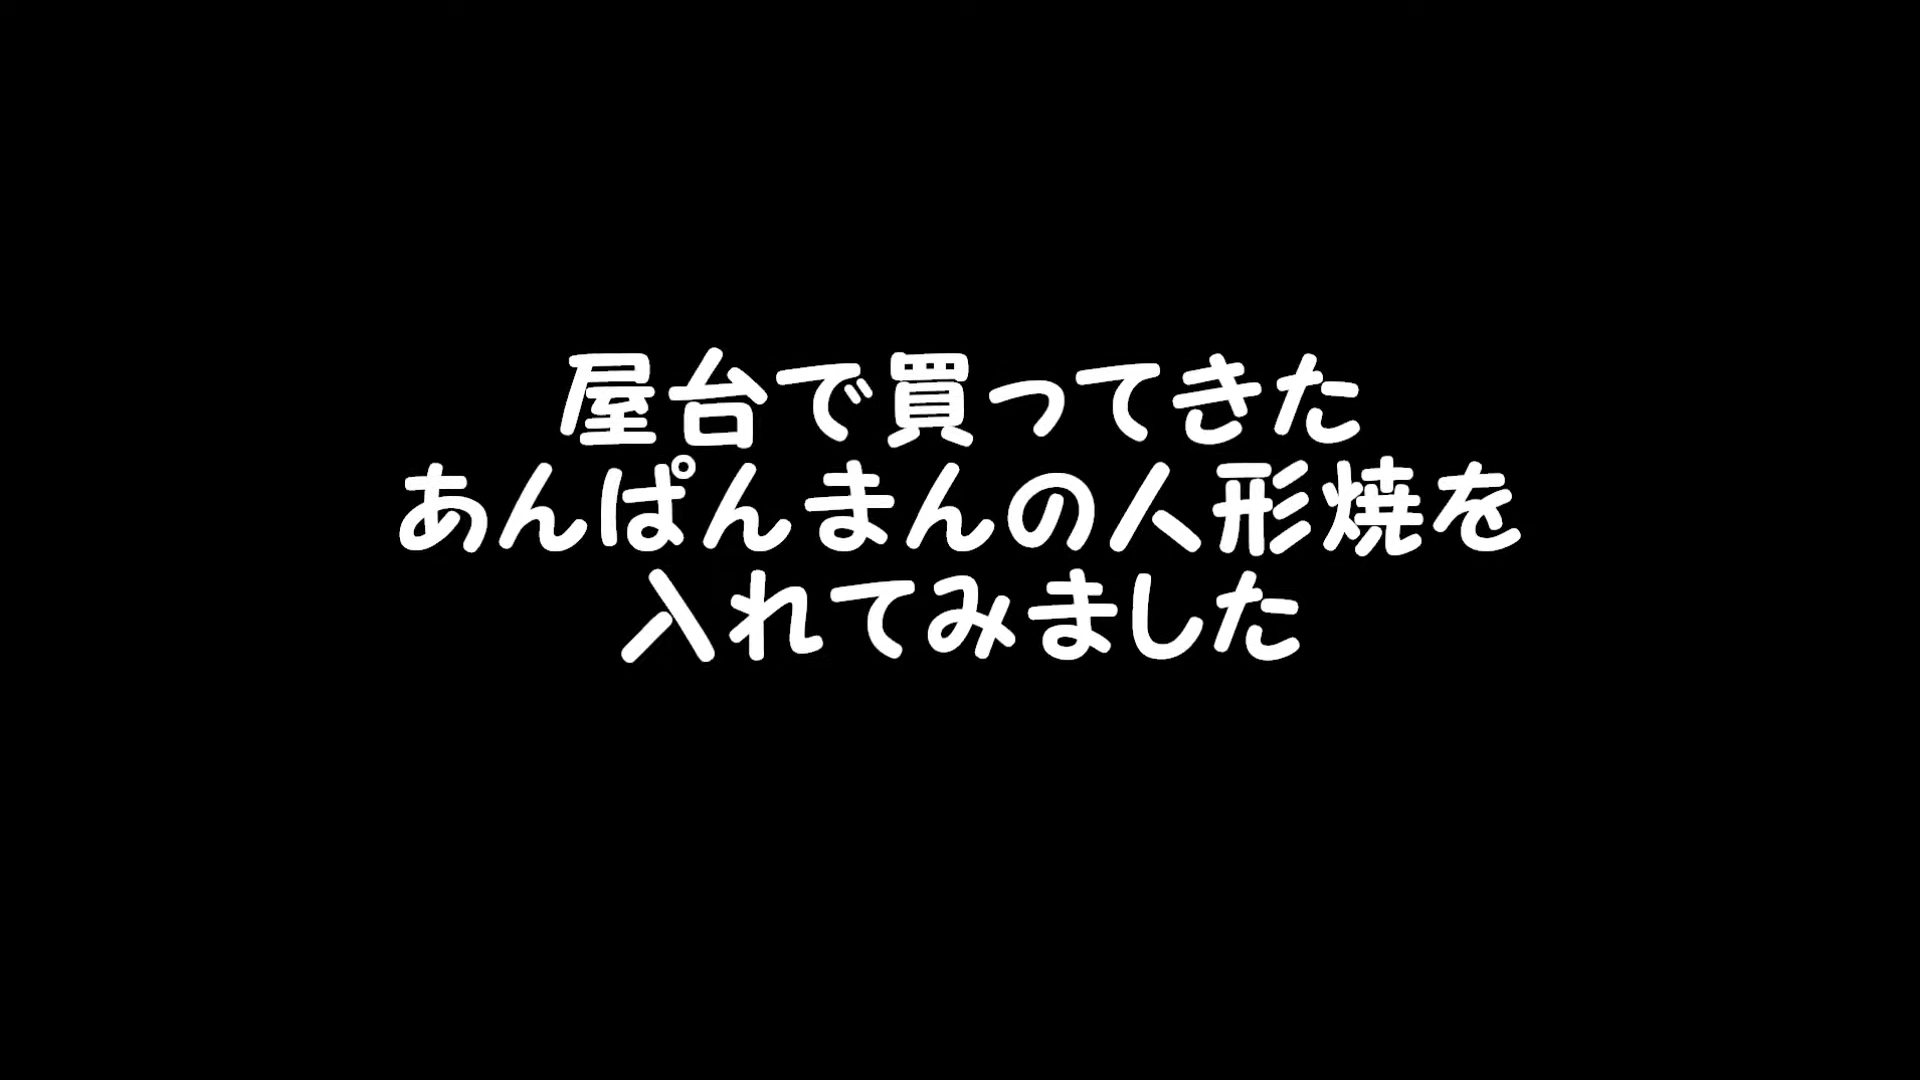 屋台で買ってきた
あんぱんまんの人形焼を
入れてみました